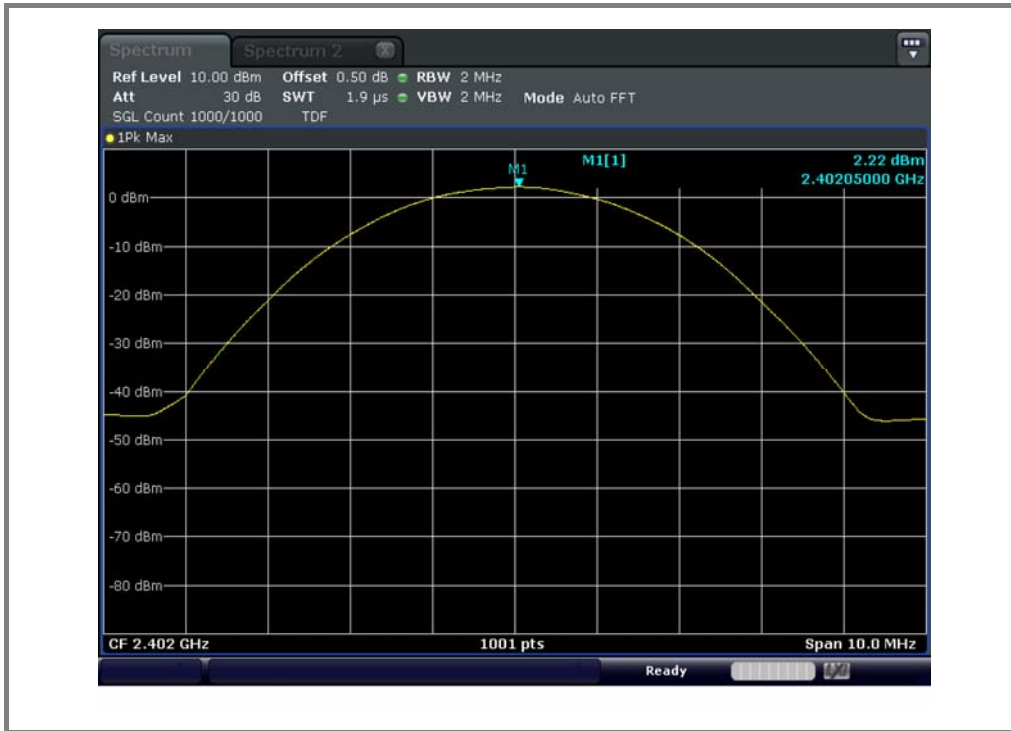 Spectrum Spectrum 2
Ref Level 10.00 dBm Offset 0.50 dB RBW 2 MHz
Att 30 dB SWT 1.9 µs VBW 2 MHz Mode Auto FFT
SGL Count 1000/1000 TDF
1Pk Max
M1[1] 2.22 dBm
2.40205000 GHz
M1
0 dBm
-10 dBm
-20 dBm
-30 dBm
-40 dBm
-50 dBm
-60 dBm
-70 dBm
-80 dBm
CF 2.402 GHz 1001 pts Span 10.0 MHz
Ready